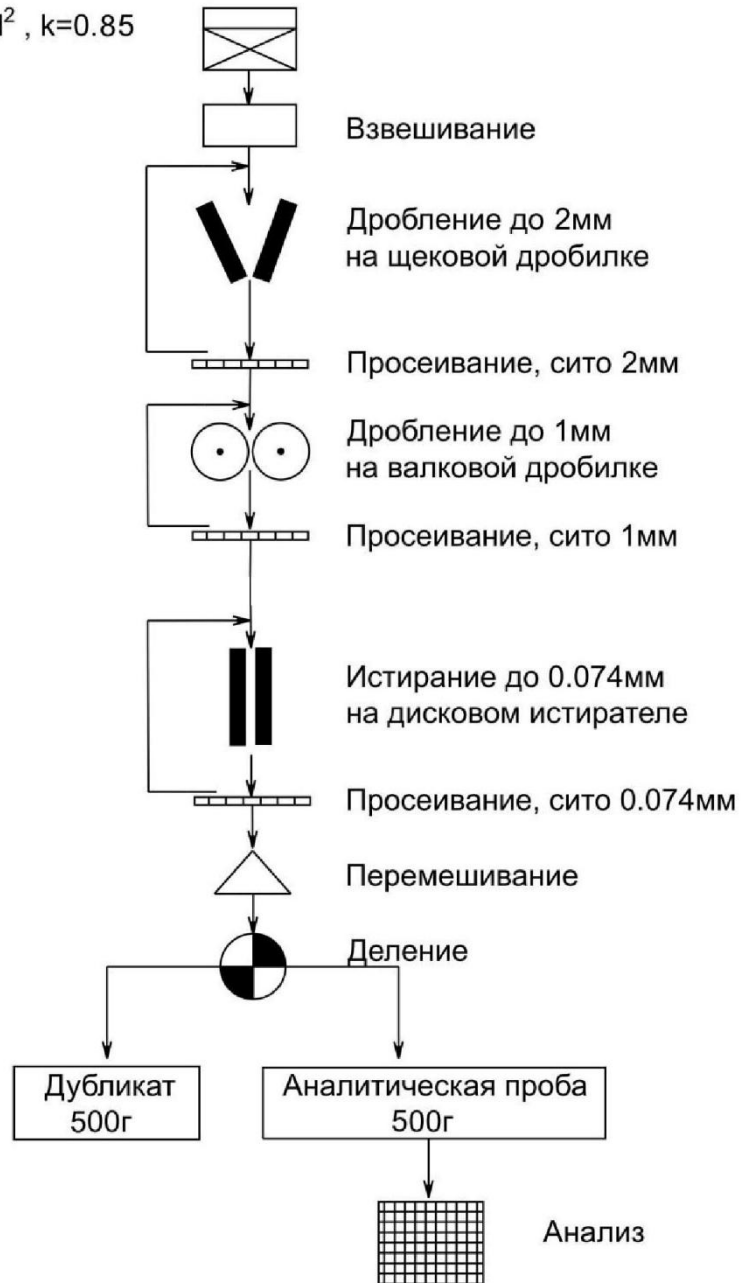 ² , k=0.85
Взвешивание
Дробление до 2мм
на щековой дробилке
Просеивание, сито 2мм
Дробление до 1мм
на валковой дробилке
Просеивание, сито 1мм
Истирание до 0.074мм
на дисковом истирателе
Просеивание, сито 0.074мм
Перемешивание
Деление
Дубликат
500г
Аналитическая проба
500г
Анализ